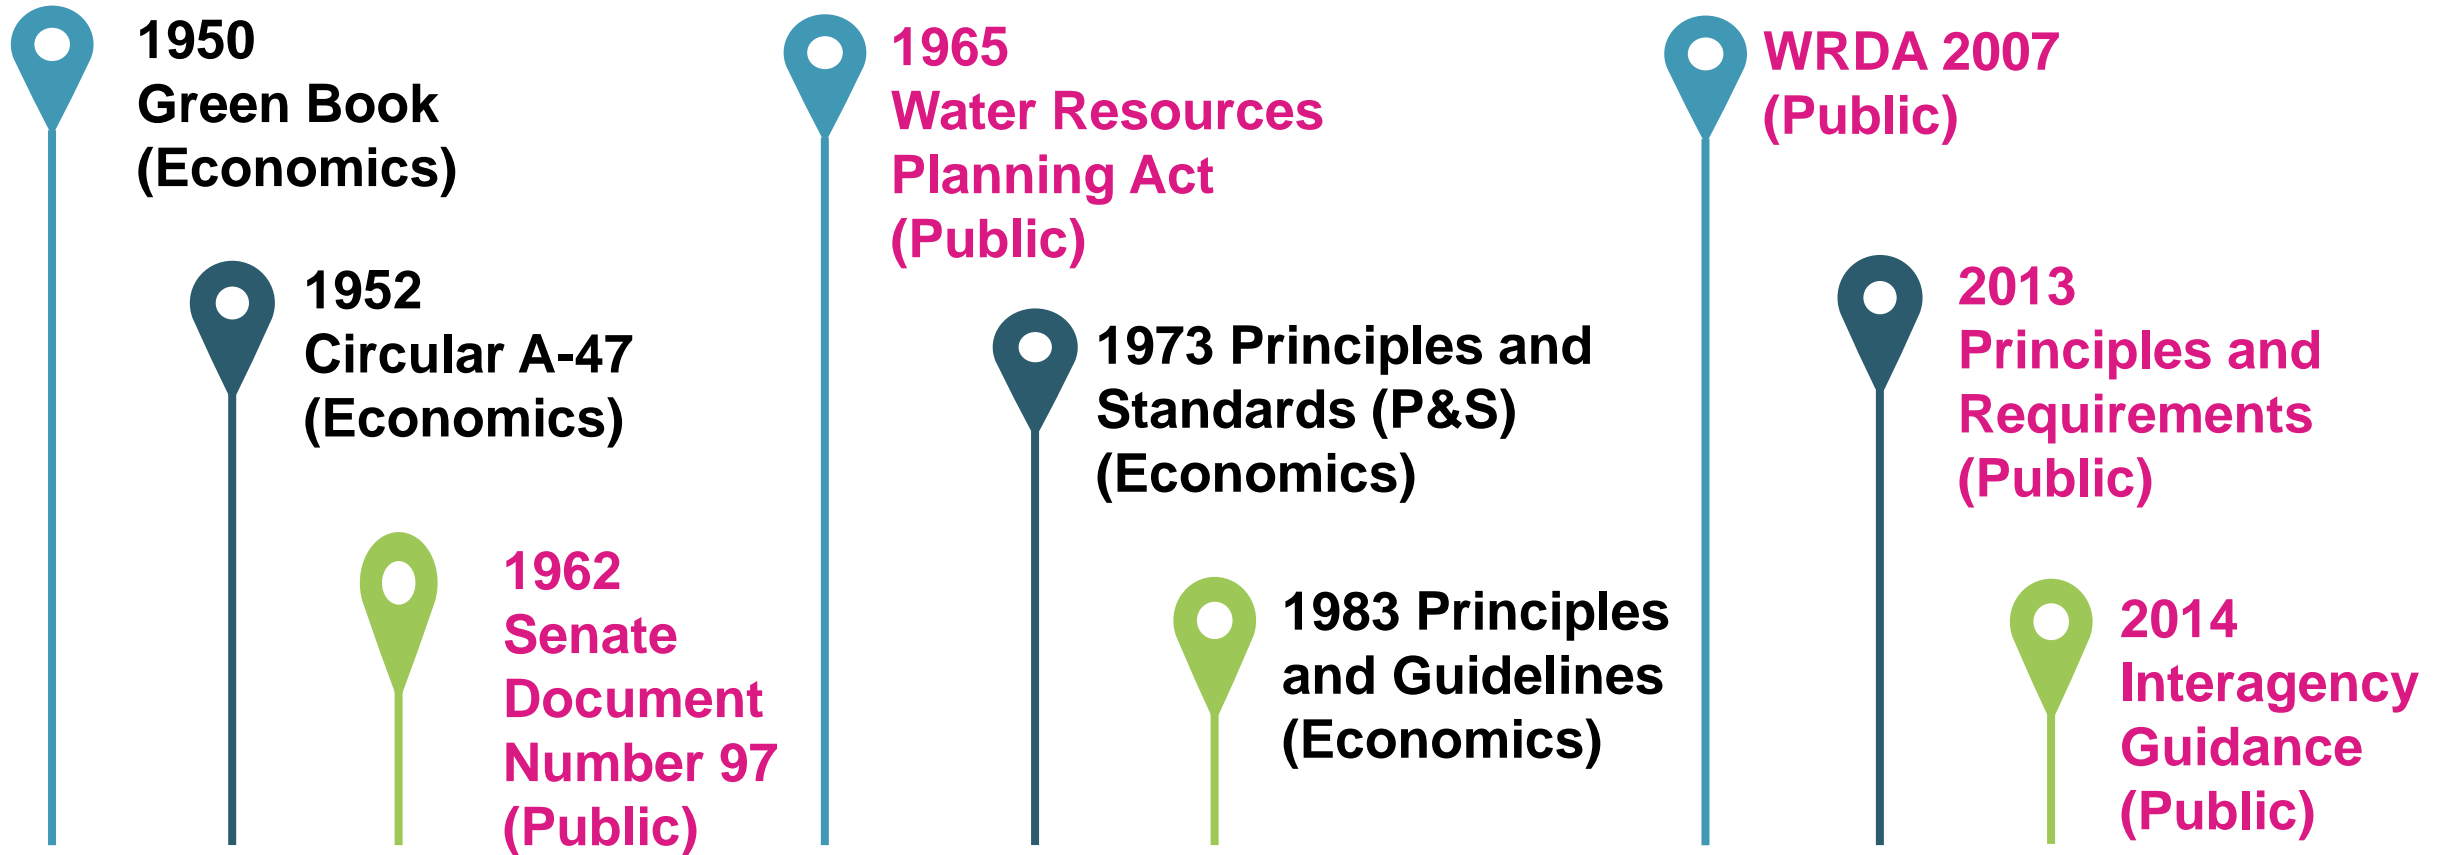 1950
Green Book
(Economics)
1952
Circular A-47
(Economics)
1962
Senate
Document
Number 97
(Public)
1965
Water Resources
Planning Act
(Public)
1973 Principles and
Standards (P&S)
(Economics)
1983 Principles
and Guidelines
(Economics)
WRDA 2007
(Public)
2013
Principles and
Requirements
(Public)
2014
Interagency
Guidance
(Public)